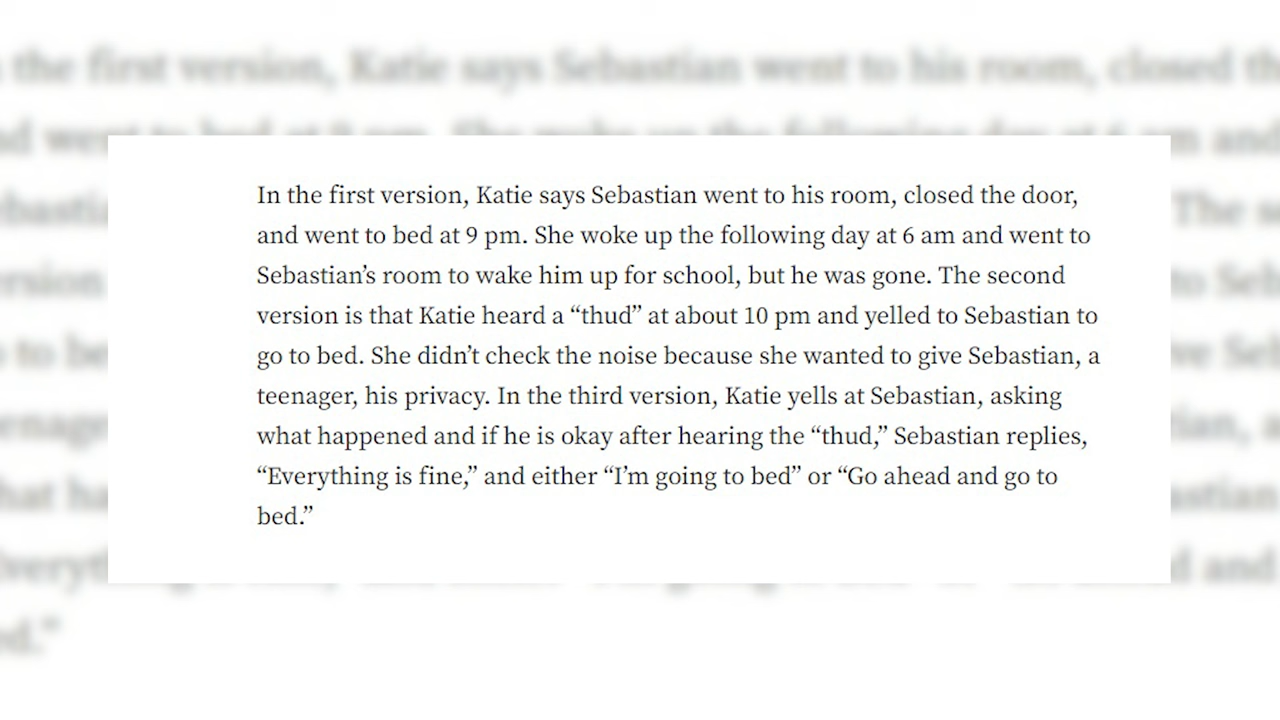 In the first version, Katie says Sebastian went to his room, closed the door,
and went to bed at 9 pm. She woke up the following day at 6 am and went to
Sebastian’s room to wake him up for school, but he was gone. The second
version is that Katie heard a “thud” at about 10 pm and yelled to Sebastian to
go to bed. She didn’t check the noise because she wanted to give Sebastian, a
teenager, his privacy. In the third version, Katie yells at Sebastian, asking
what happened and if he is okay after hearing the “thud,” Sebastian replies,
“Everything is fine,” and either “I’m going to bed” or “Go ahead and go to
bed.”